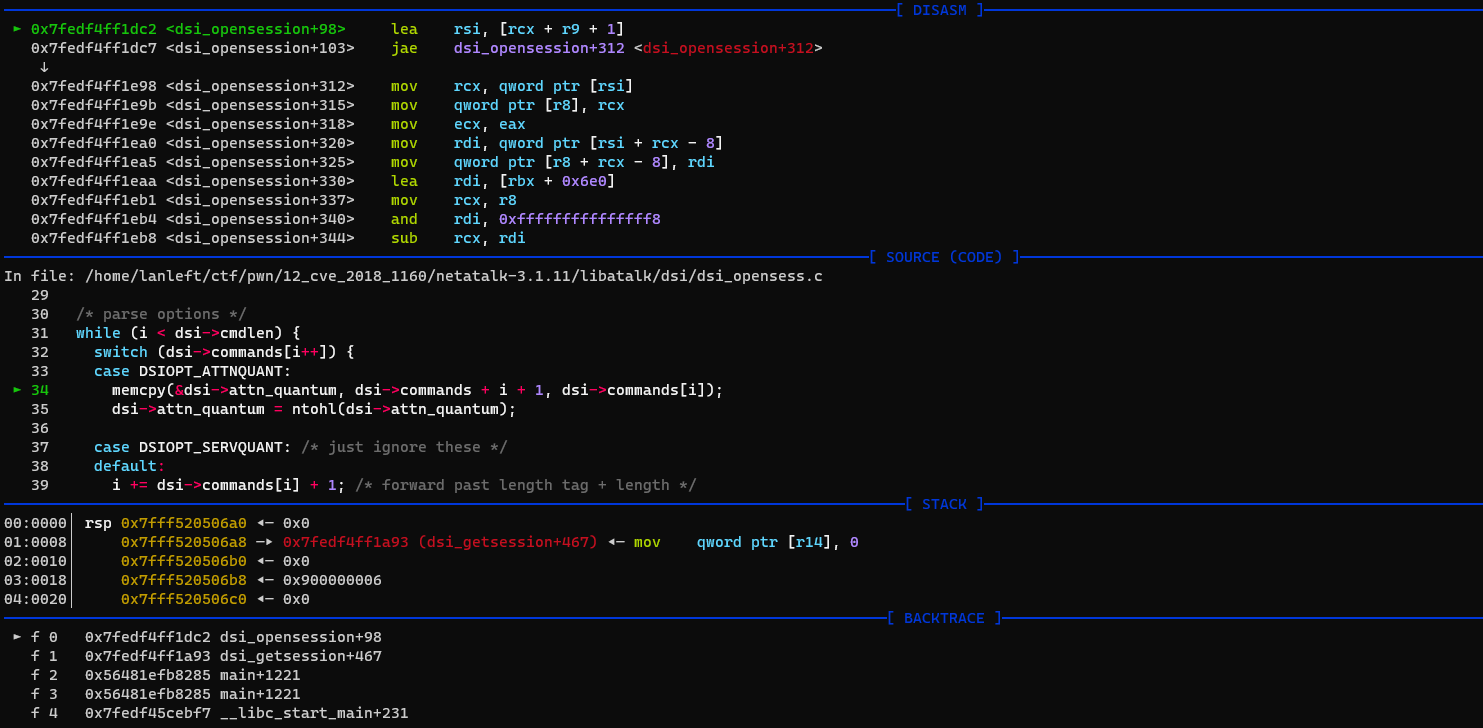 [ DISASM ]
► 0x7fedf4ff1dc2 <dsi_opensession+98>     lea    rsi, [rcx + r9 + 1]
0x7fedf4ff1dc7 <dsi_opensession+103>    jae    dsi_opensession+312 <dsi_opensession+312>
↓
0x7fedf4ff1e98 <dsi_opensession+312>    mov    rcx, qword ptr [rsi]
0x7fedf4ff1e9b <dsi_opensession+315>    mov    qword ptr [r8], rcx
0x7fedf4ff1e9e <dsi_opensession+318>    mov    ecx, eax
0x7fedf4ff1ea0 <dsi_opensession+320>    mov    rdi, qword ptr [rsi + rcx - 8]
0x7fedf4ff1ea5 <dsi_opensession+325>    mov    qword ptr [r8 + rcx - 8], rdi
0x7fedf4ff1eaa <dsi_opensession+330>    lea    rdi, [rbx + 0x6e0]
0x7fedf4ff1eb1 <dsi_opensession+337>    mov    rcx, r8
0x7fedf4ff1eb4 <dsi_opensession+340>    and    rdi, 0xfffffffffffffff8
0x7fedf4ff1eb8 <dsi_opensession+344>    sub    rcx, rdi
[ SOURCE (CODE) ]
In file: /home/lanleft/ctf/pwn/12_cve_2018_1160/netatalk-3.1.11/libatalk/dsi/dsi_opensess.c
29
30   /* parse options */
31   while (i < dsi->cmdlen) {
32     switch (dsi->commands[i++]) {
33     case DSIOPT_ATTNQUANT:
► 34       memcpy(&dsi->attn_quantum, dsi->commands + i + 1, dsi->commands[i]);
35       dsi->attn_quantum = ntohl(dsi->attn_quantum);
36
37     case DSIOPT_SERVQUANT: /* just ignore these */
38     default:
39       i += dsi->commands[i] + 1; /* forward past length tag + length */
[ STACK ]
00:0000│ rsp 0x7fff520506a0 ◂— 0x0
01:0008│     0x7fff520506a8 —▸ 0x7fedf4ff1a93 (dsi_getsession+467) ◂— mov    qword ptr [r14], 0
02:0010│     0x7fff520506b0 ◂— 0x0
03:0018│     0x7fff520506b8 ◂— 0x900000006
04:0020│     0x7fff520506c0 ◂— 0x0
[ BACKTRACE ]
► f 0   0x7fedf4ff1dc2 dsi_opensession+98
f 1   0x7fedf4ff1a93 dsi_getsession+467
f 2   0x56481efb8285 main+1221
f 3   0x56481efb8285 main+1221
f 4   0x7fedf45cebf7 __libc_start_main+231